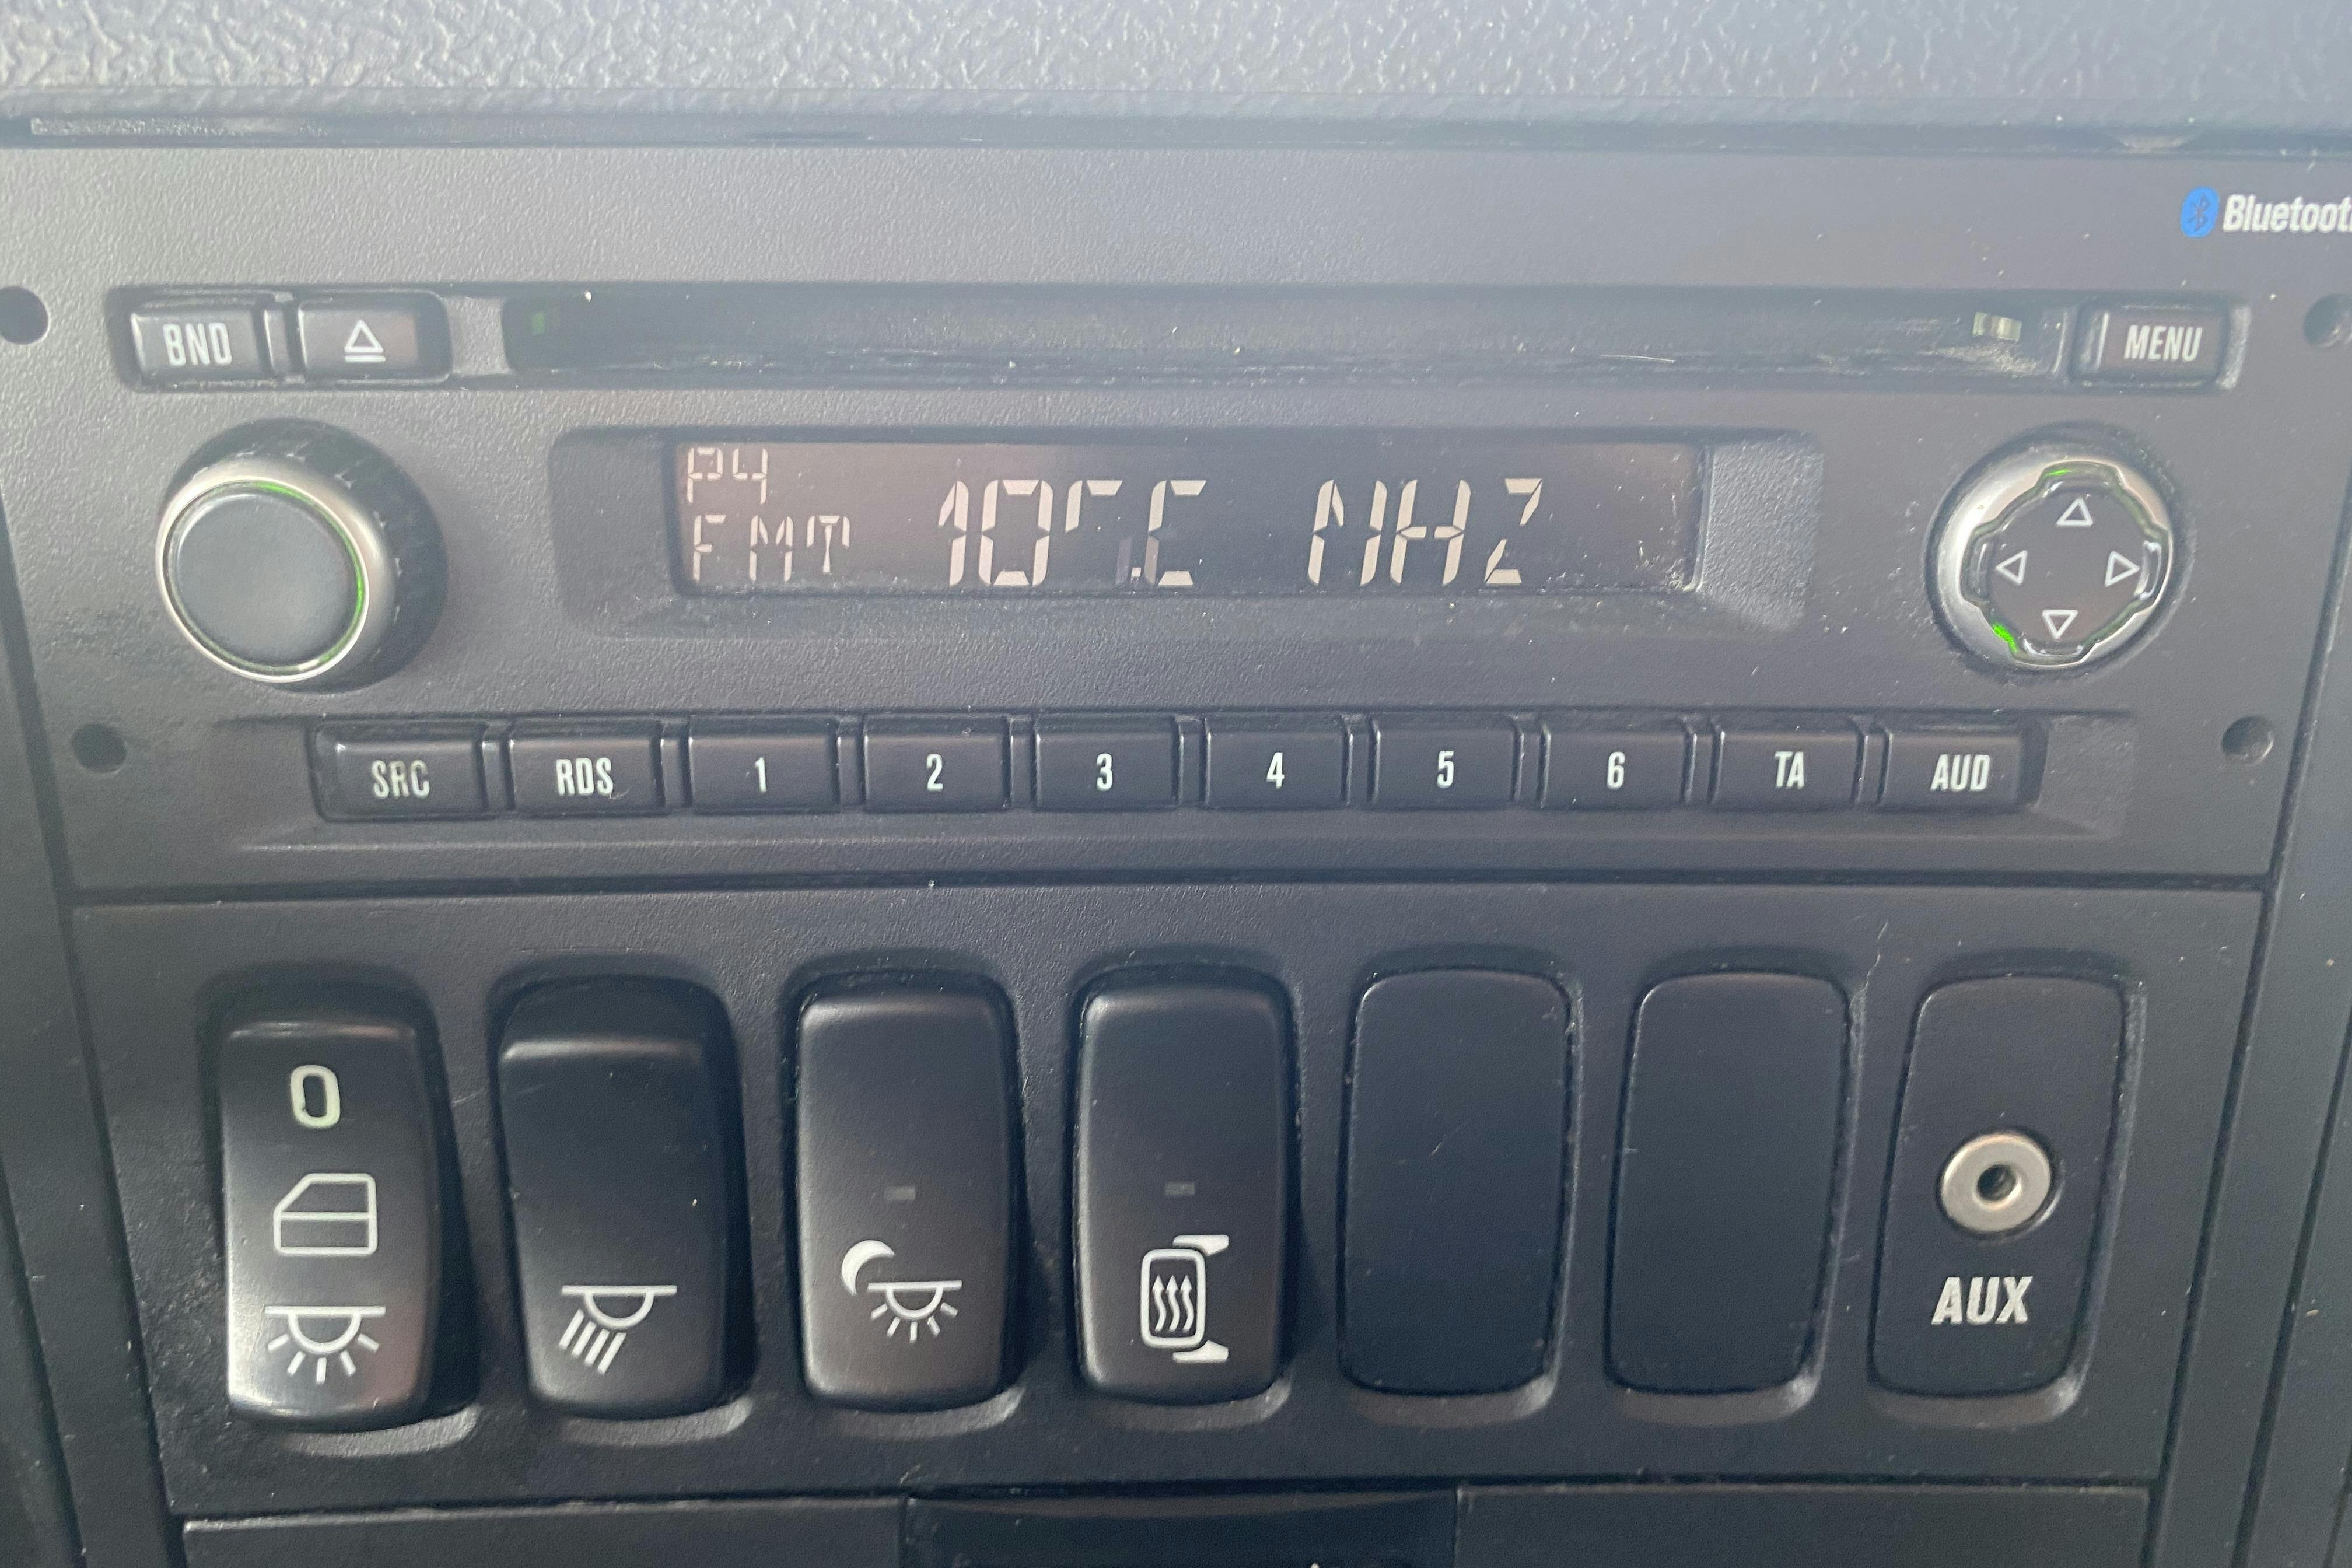 Bluetooth
BND
MENU
P4
FMT
MHZ
SRC RDS 1 2 3 4 5 6 TA AUD
0
AUX